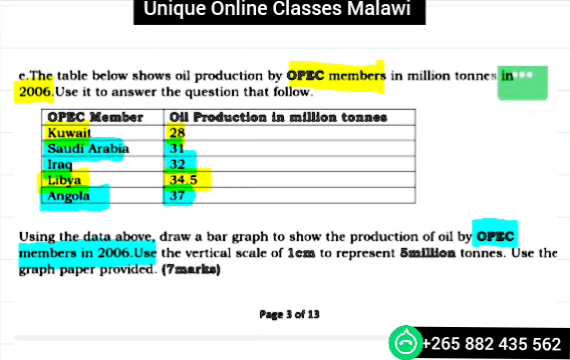 Unique Online Classes Malawi
e.The table below shows oil production by OPEC members in million tonnes in
2006.Use it to answer the question that follow.
OPEC Member Oil Production in million tonnes
Kuwait 28
Saudi Arabia 31
Iraq 32
Libya 34.5
Angola 37
Using the data above, draw a bar graph to show the production of oil by OPEC
members in 2006.Use the vertical scale of 1cm to represent 5million tonnes. Use the
graph paper provided. (7marks)
Page 3 of 13
+265 882 435 562